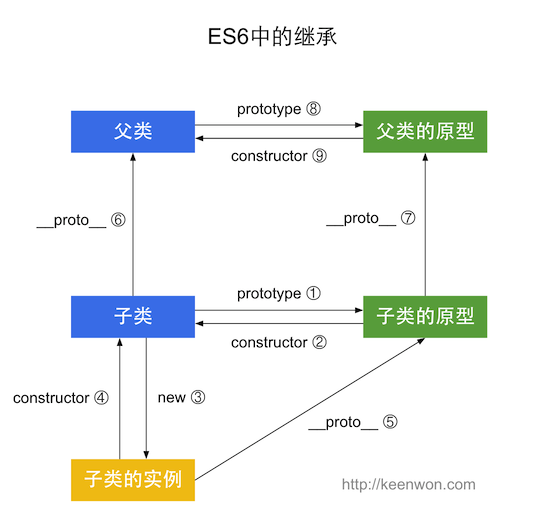 ES6中的继承
prototype ⑧
父类
父类的原型
constructor ⑨
__proto__ ⑥
__proto__ ⑦
prototype ①
子类
子类的原型
constructor ②
constructor ④
new ③
__proto__ ⑤
子类的实例
http://keenwon.com